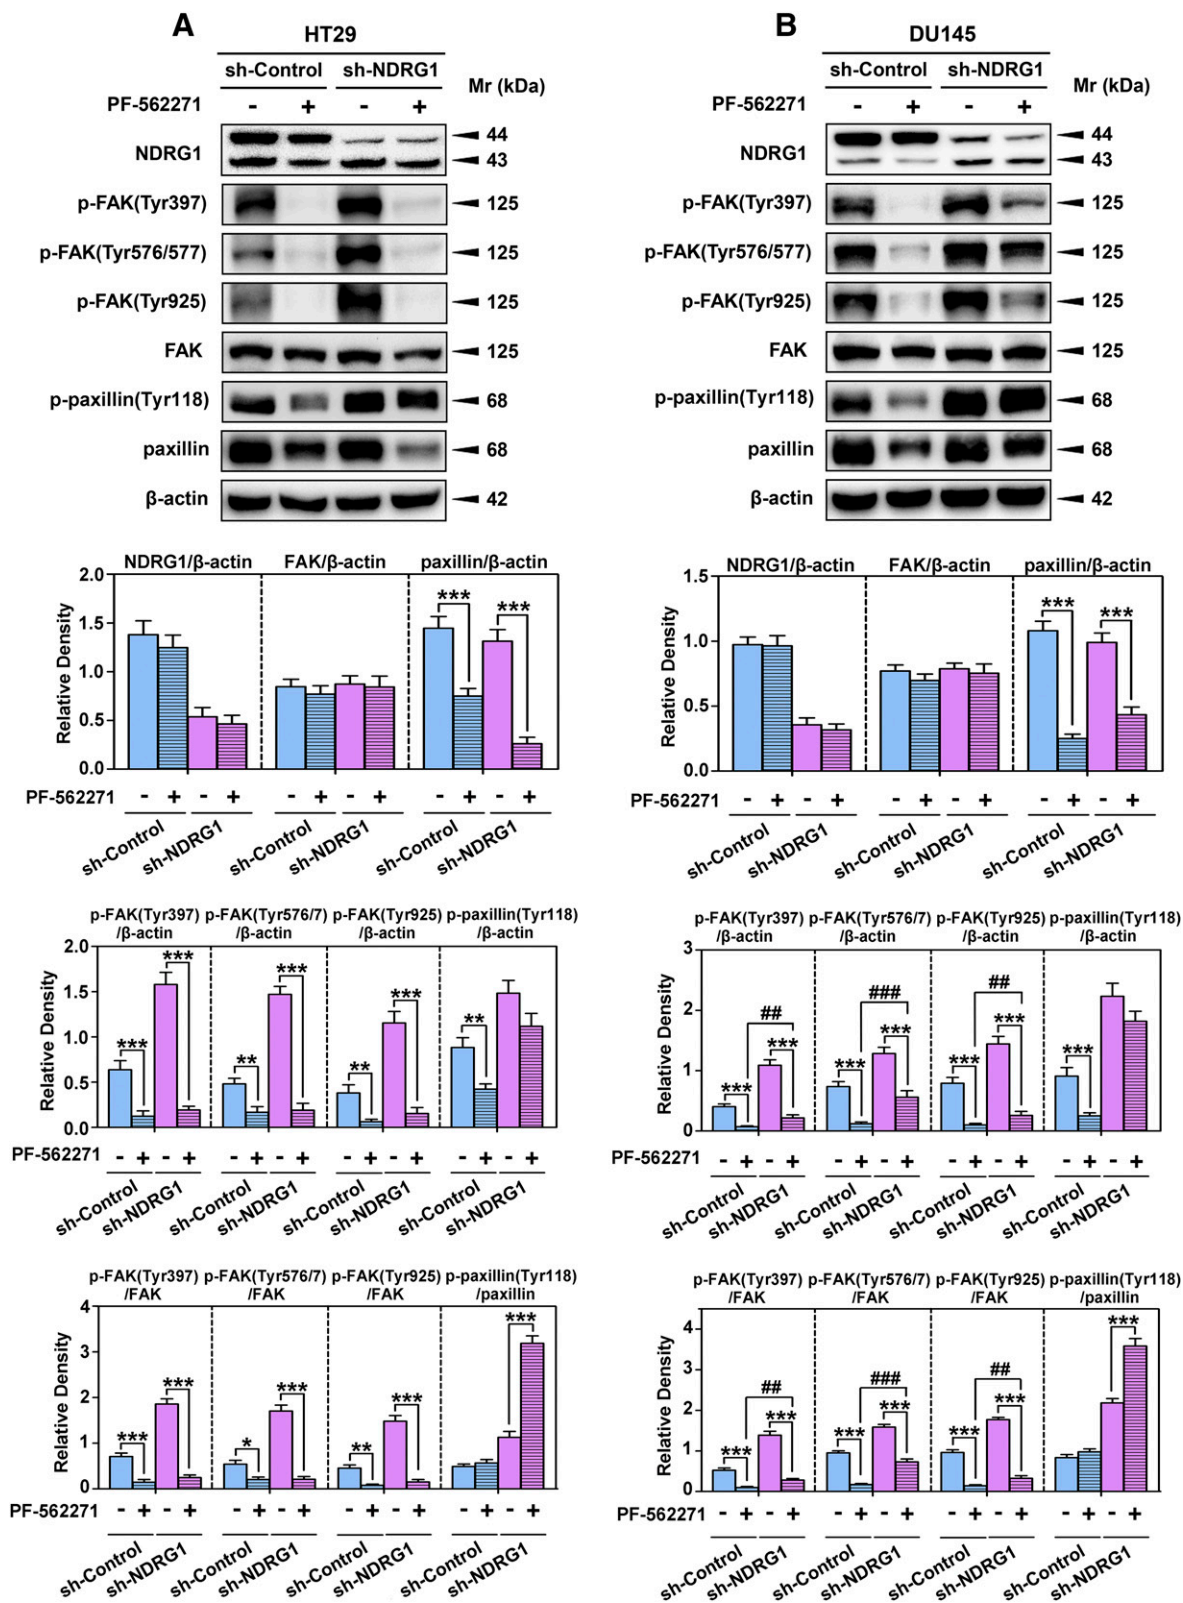 A
HT29
sh-Control sh-NDRG1
Mr (kDa)
PF-562271 - + - +
NDRG1 44
43
p-FAK(Tyr397) 125
p-FAK(Tyr576/577) 125
p-FAK(Tyr925) 125
FAK 125
p-paxillin(Tyr118) 68
paxillin 68
β-actin 42
NDRG1/β-actin FAK/β-actin paxillin/β-actin
Relative Density
2.0
1.5
1.0
0.5
0.0
*** ***
PF-562271 - + - + - + - + - + - +
sh-Control sh-NDRG1 sh-Control sh-NDRG1 sh-Control sh-NDRG1
p-FAK(Tyr397) p-FAK(Tyr576/7) p-FAK(Tyr925) p-paxillin(Tyr118)
/β-actin /β-actin /β-actin /β-actin
Relative Density
2.0
1.5
1.0
0.5
0.0
*** *** ** *** ** *** **
PF-562271 - + - + - + - + - + - + - + - +
sh-Control sh-NDRG1 sh-Control sh-NDRG1 sh-Control sh-NDRG1 sh-Control sh-NDRG1
p-FAK(Tyr397) p-FAK(Tyr576/7) p-FAK(Tyr925) p-paxillin(Tyr118)
/FAK /FAK /FAK /paxillin
Relative Density
4
3
2
1
0
*** *** * *** ** *** ***
PF-562271 - + - + - + - + - + - + - + - +
sh-Control sh-NDRG1 sh-Control sh-NDRG1 sh-Control sh-NDRG1 sh-Control sh-NDRG1
B
DU145
sh-Control sh-NDRG1
Mr (kDa)
PF-562271 - + - +
NDRG1 44
43
p-FAK(Tyr397) 125
p-FAK(Tyr576/577) 125
p-FAK(Tyr925) 125
FAK 125
p-paxillin(Tyr118) 68
paxillin 68
β-actin 42
NDRG1/β-actin FAK/β-actin paxillin/β-actin
Relative Density
1.5
1.0
0.5
0.0
*** ***
PF-562271 - + - + - + - + - + - +
sh-Control sh-NDRG1 sh-Control sh-NDRG1 sh-Control sh-NDRG1
p-FAK(Tyr397) p-FAK(Tyr576/7) p-FAK(Tyr925) p-paxillin(Tyr118)
/β-actin /β-actin /β-actin /β-actin
Relative Density
3
2
1
0
## ### ##
*** *** *** *** *** *** ***
PF-562271 - + - + - + - + - + - + - + - +
sh-Control sh-NDRG1 sh-Control sh-NDRG1 sh-Control sh-NDRG1 sh-Control sh-NDRG1
p-FAK(Tyr397) p-FAK(Tyr576/7) p-FAK(Tyr925) p-paxillin(Tyr118)
/FAK /FAK /FAK /paxillin
Relative Density
4
3
2
1
0
## ### ##
*** *** *** *** *** *** ***
PF-562271 - + - + - + - + - + - + - + - +
sh-Control sh-NDRG1 sh-Control sh-NDRG1 sh-Control sh-NDRG1 sh-Control sh-NDRG1